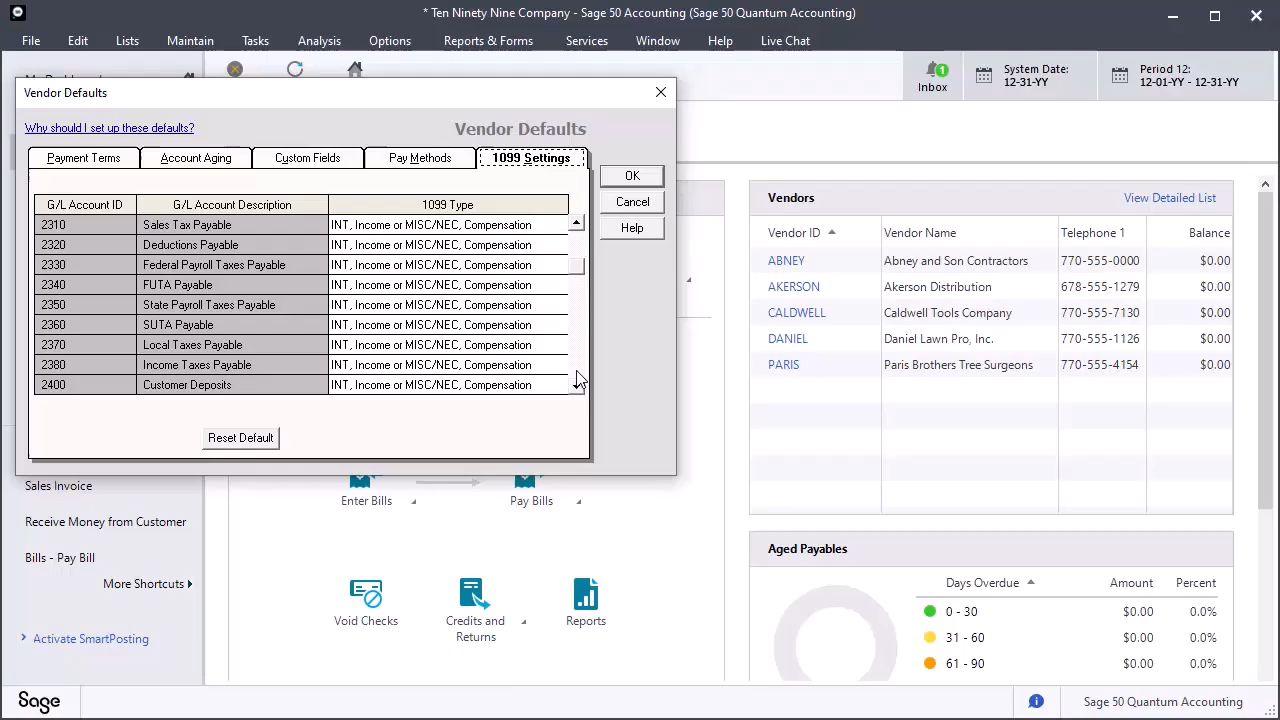 * Ten Ninety Nine Company - Sage 50 Accounting (Sage 50 Quantum Accounting)
File Edit Lists Maintain Tasks Analysis Options Reports & Forms Services Window Help Live Chat
Inbox
1
System Date:
12-31-YY
Period 12:
12-01-YY - 12-31-YY
Vendor Defaults
Why should I set up these defaults?
Vendor Defaults
Payment Terms Account Aging Custom Fields Pay Methods 1099 Settings
OK
Cancel
Help
G/L Account ID G/L Account Description 1099 Type
2310 Sales Tax Payable INT, Income or MISC/NEC, Compensation
2320 Deductions Payable INT, Income or MISC/NEC, Compensation
2330 Federal Payroll Taxes Payable INT, Income or MISC/NEC, Compensation
2340 FUTA Payable INT, Income or MISC/NEC, Compensation
2350 State Payroll Taxes Payable INT, Income or MISC/NEC, Compensation
2360 SUTA Payable INT, Income or MISC/NEC, Compensation
2370 Local Taxes Payable INT, Income or MISC/NEC, Compensation
2380 Income Taxes Payable INT, Income or MISC/NEC, Compensation
2400 Customer Deposits INT, Income or MISC/NEC, Compensation
Reset Default
Sales Invoice
Receive Money from Customer
Bills - Pay Bill
More Shortcuts
Activate SmartPosting
Enter Bills
Pay Bills
Void Checks
Credits and
Returns
Reports
Vendors View Detailed List
Vendor ID Vendor Name Telephone 1 Balance
ABNEY Abney and Son Contractors 770-555-0000 $0.00
AKERSON Akerson Distribution 678-555-1279 $0.00
CALDWELL Caldwell Tools Company 770-555-7130 $0.00
DANIEL Daniel Lawn Pro, Inc. 770-555-1126 $0.00
PARIS Paris Brothers Tree Surgeons 770-555-4154 $0.00
Aged Payables
Days Overdue Amount Percent
0 - 30 $0.00 0.0%
31 - 60 $0.00 0.0%
61 - 90 $0.00 0.0%
Sage
Sage 50 Quantum Accounting